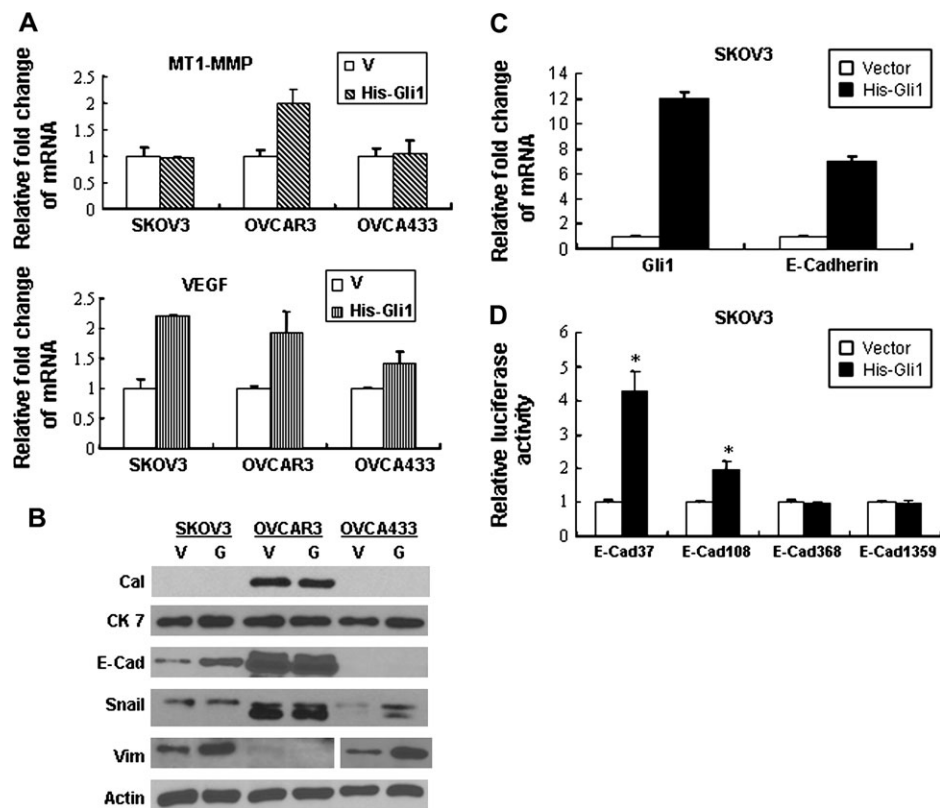 A
MT1-MMP
V
His-Gli1
Relative fold change
of mRNA
2.5
2
1.5
1
0.5
0
SKOV3 OVCAR3 OVCA433
VEGF
V
His-Gli1
Relative fold change
of mRNA
2.5
2
1.5
1
0.5
0
SKOV3 OVCAR3 OVCA433
B
SKOV3 OVCAR3 OVCA433
V G V G V G
Cal
CK 7
E-Cad
Snail
Vim
Actin
C
SKOV3
Vector
His-Gli1
Relative fold change
of mRNA
14
12
10
8
6
4
2
0
Gli1 E-Cadherin
D
SKOV3
Vector
His-Gli1
Relative luciferase
activity
6
5
4
3
2
1
0
* *
E-Cad37 E-Cad108 E-Cad368 E-Cad1359